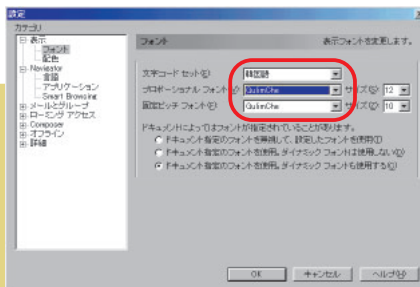 設定
カテゴリ
表示
フォント
配色
Navigator
言語
アプリケーション
Smart Browsing
メールとグループ
ローミング アクセス
Composer
オフライン
詳細
フォント
表示フォントを変更します。
文字コード セット(E)
韓国語
プロポーショナル フォント(P)
GulimChe
サイズ(Z)
12
固定ピッチ フォント(F)
GulimChe
サイズ(I)
10
ドキュメントによってはフォントが指定されていることがあります。
ドキュメント指定のフォントを無視して、設定したフォントを使用(D)
ドキュメント指定のフォントを使用。ダイナミック フォントは使用しない(V)
ドキュメント指定のフォントを使用。ダイナミック フォントも使用する(Q)
OK
キャンセル
ヘルプ(H)